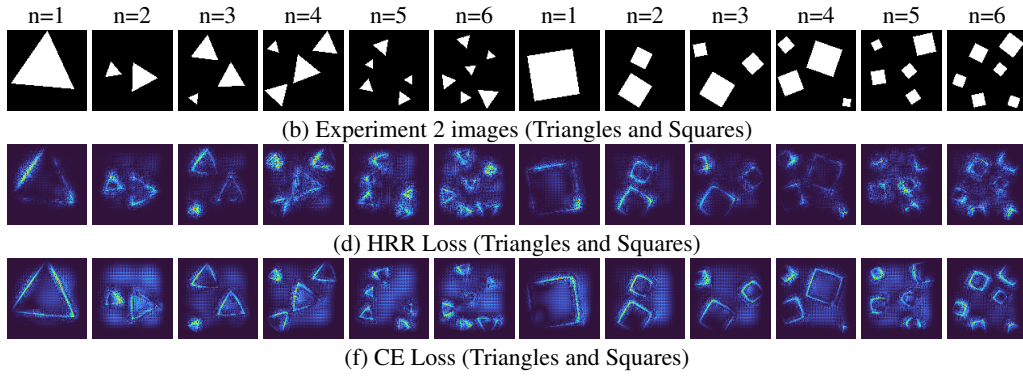 n=1 n=2 n=3 n=4 n=5 n=6 n=1 n=2 n=3 n=4 n=5 n=6
(b) Experiment 2 images (Triangles and Squares)
(d) HRR Loss (Triangles and Squares)
(f) CE Loss (Triangles and Squares)